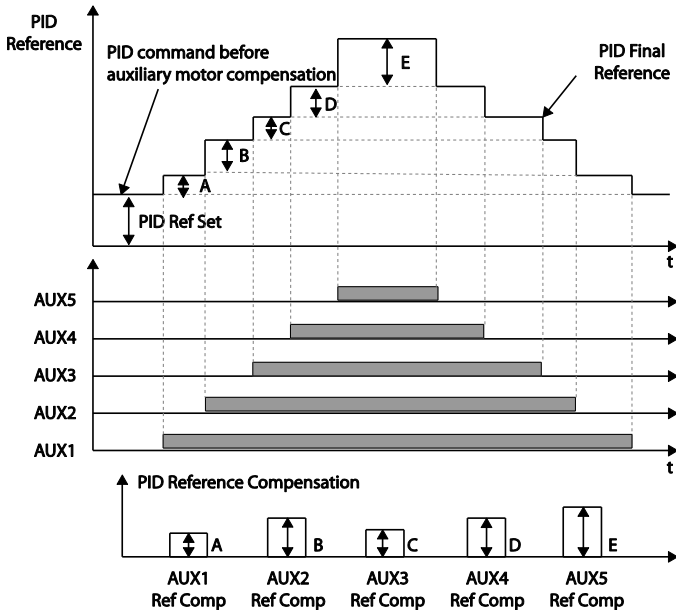 PID
Reference
PID command before
auxiliary motor compensation
PID Final
Reference
E
D
C
B
A
PID Ref Set
t
AUX5
AUX4
AUX3
AUX2
AUX1
t
PID Reference Compensation
A
B
C
D
E
AUX1
Ref Comp
AUX2
Ref Comp
AUX3
Ref Comp
AUX4
Ref Comp
AUX5
Ref Comp